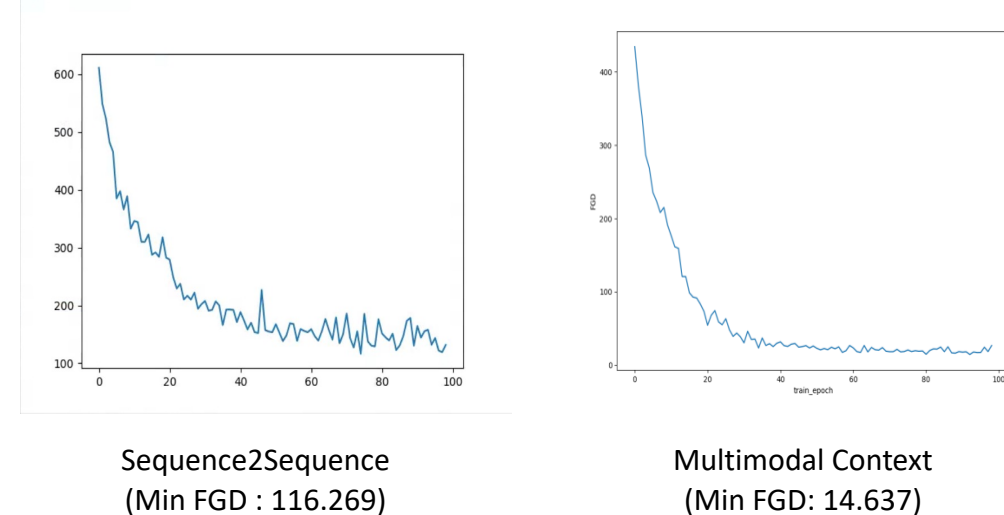 600
500
400
300
200
100
0 20 40 60 80 100
400
300
200
100
0
FGD
0 20 40 60 80 100
train_epoch
Sequence2Sequence
(Min FGD : 116.269)
Multimodal Context
(Min FGD: 14.637)